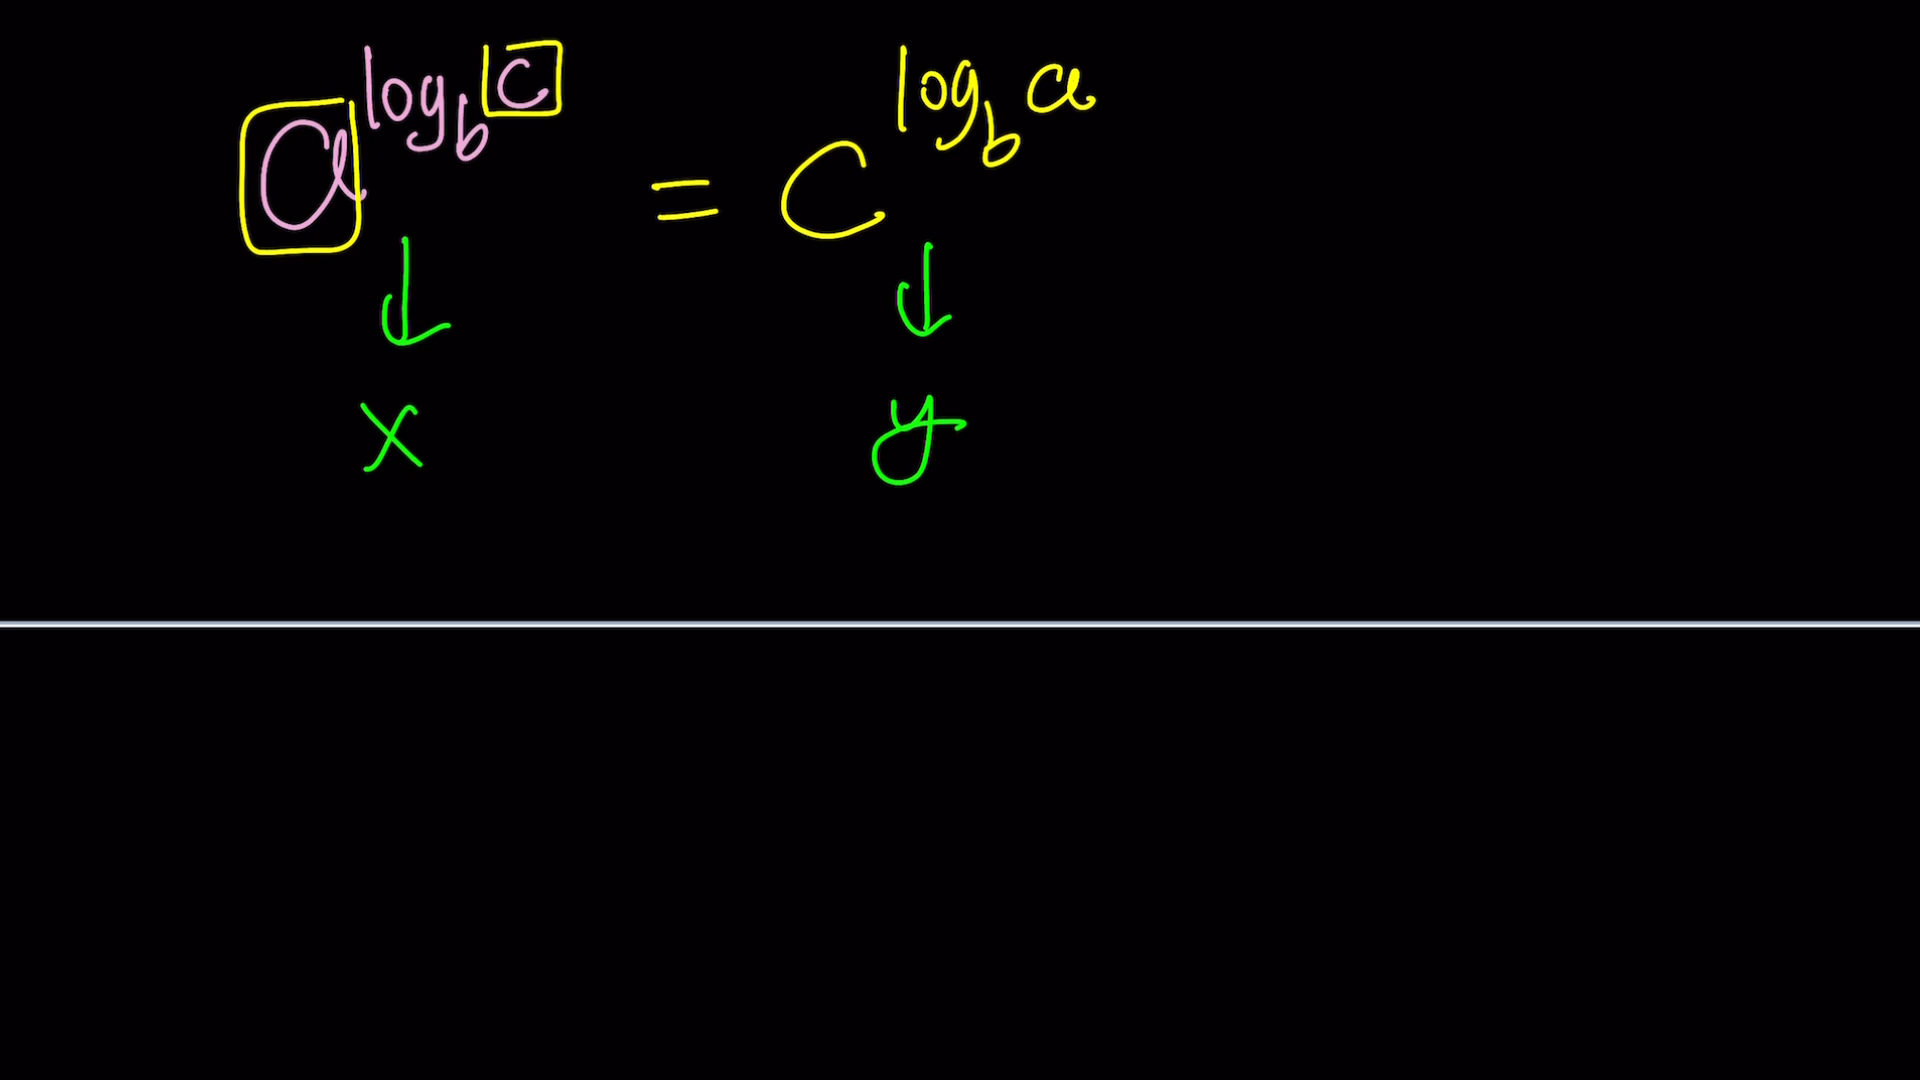 a^{log_b c} = c^{log_b a}
↓ ↓
x y